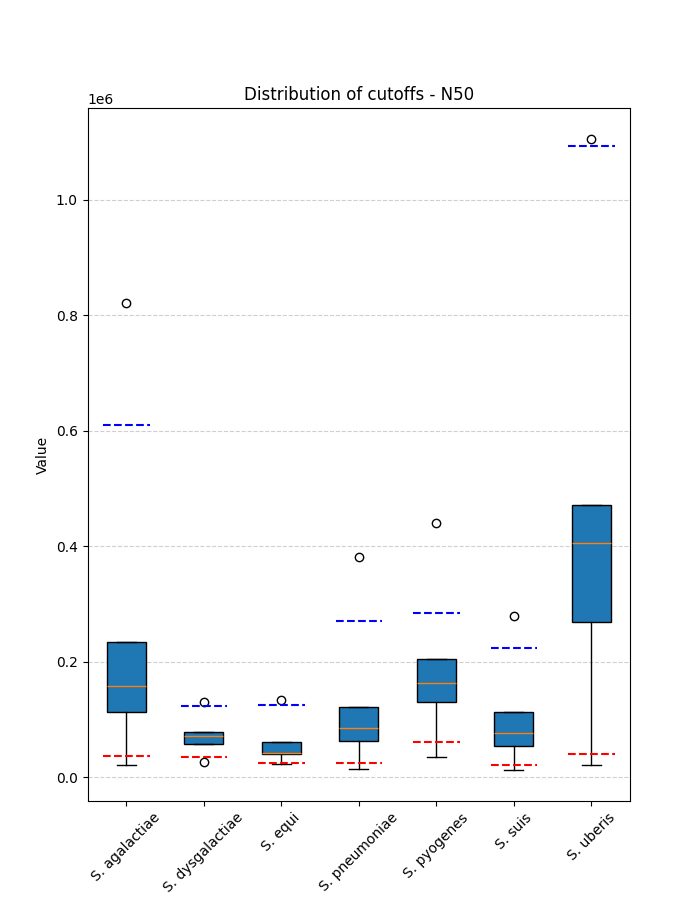 Distribution of cutoffs - N50
1e6
1.0
0.8
0.6
0.4
0.2
0.0
Value
S. agalactiae
S. dysgalactiae
S. equi
S. pneumoniae
S. pyogenes
S. suis
S. uberis